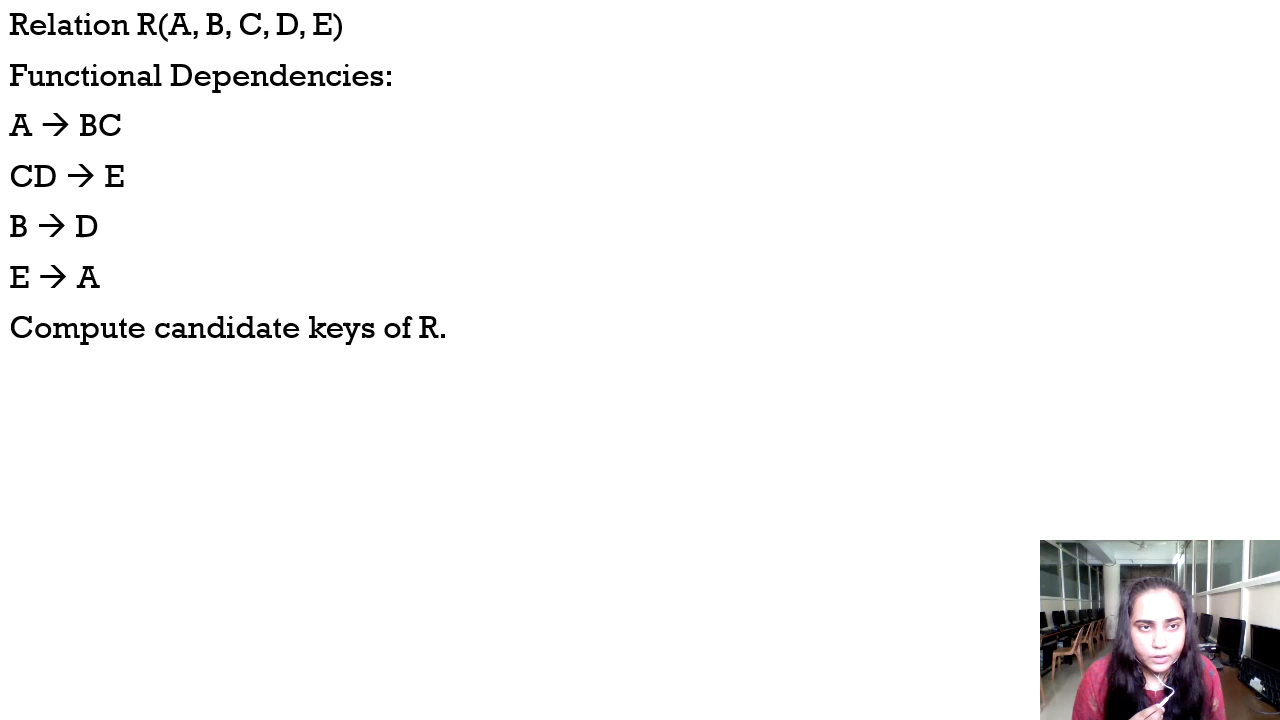 Relation R(A, B, C, D, E)
Functional Dependencies:
A → BC
CD → E
B → D
E → A
Compute candidate keys of R.